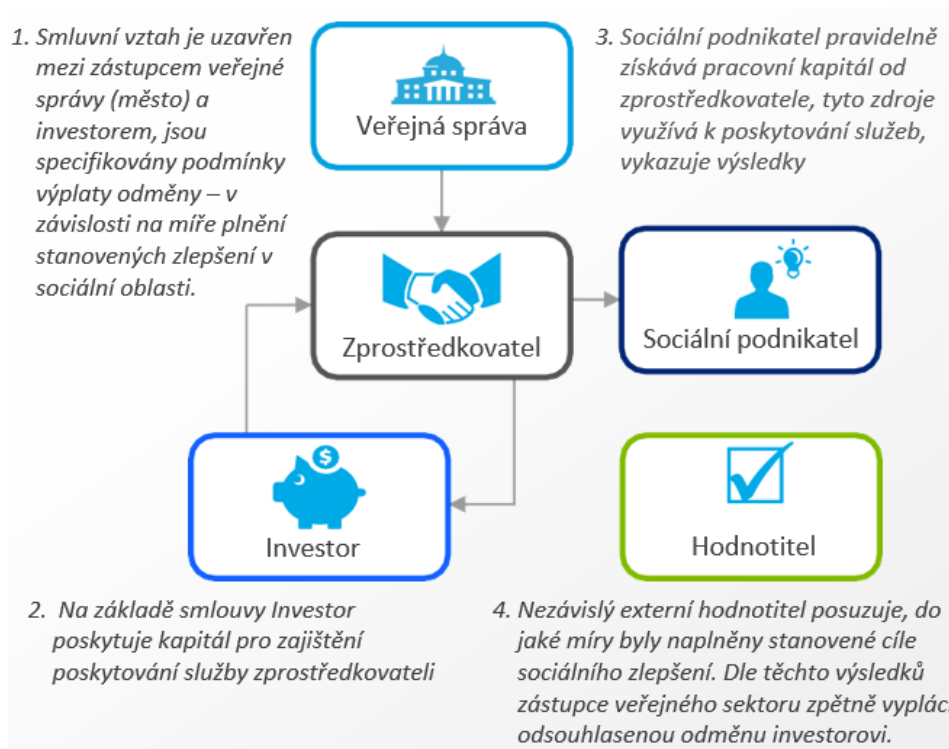 1. Smluvní vztah je uzavřen
mezi zástupcem veřejné
správy (město) a
investorem, jsou
specifikovány podmínky
výplaty odměny – v
závislosti na míře plnění
stanovených zlepšení v
sociální oblasti.
Veřejná správa
3. Sociální podnikatel pravidelně
získává pracovní kapitál od
zprostředkovatele, tyto zdroje
využívá k poskytování služeb,
vykazuje výsledky
Zprostředkovatel
Sociální podnikatel
$
Investor
Hodnotitel
2. Na základě smlouvy Investor
poskytuje kapitál pro zajištění
poskytování služby zprostředkovateli
4. Nezávislý externí hodnotitel posuzuje, do
jaké míry byly naplněny stanovené cíle
sociálního zlepšení. Dle těchto výsledků
zástupce veřejného sektoru zpětně vyplác
odsouhlasenou odměnu investorovi.